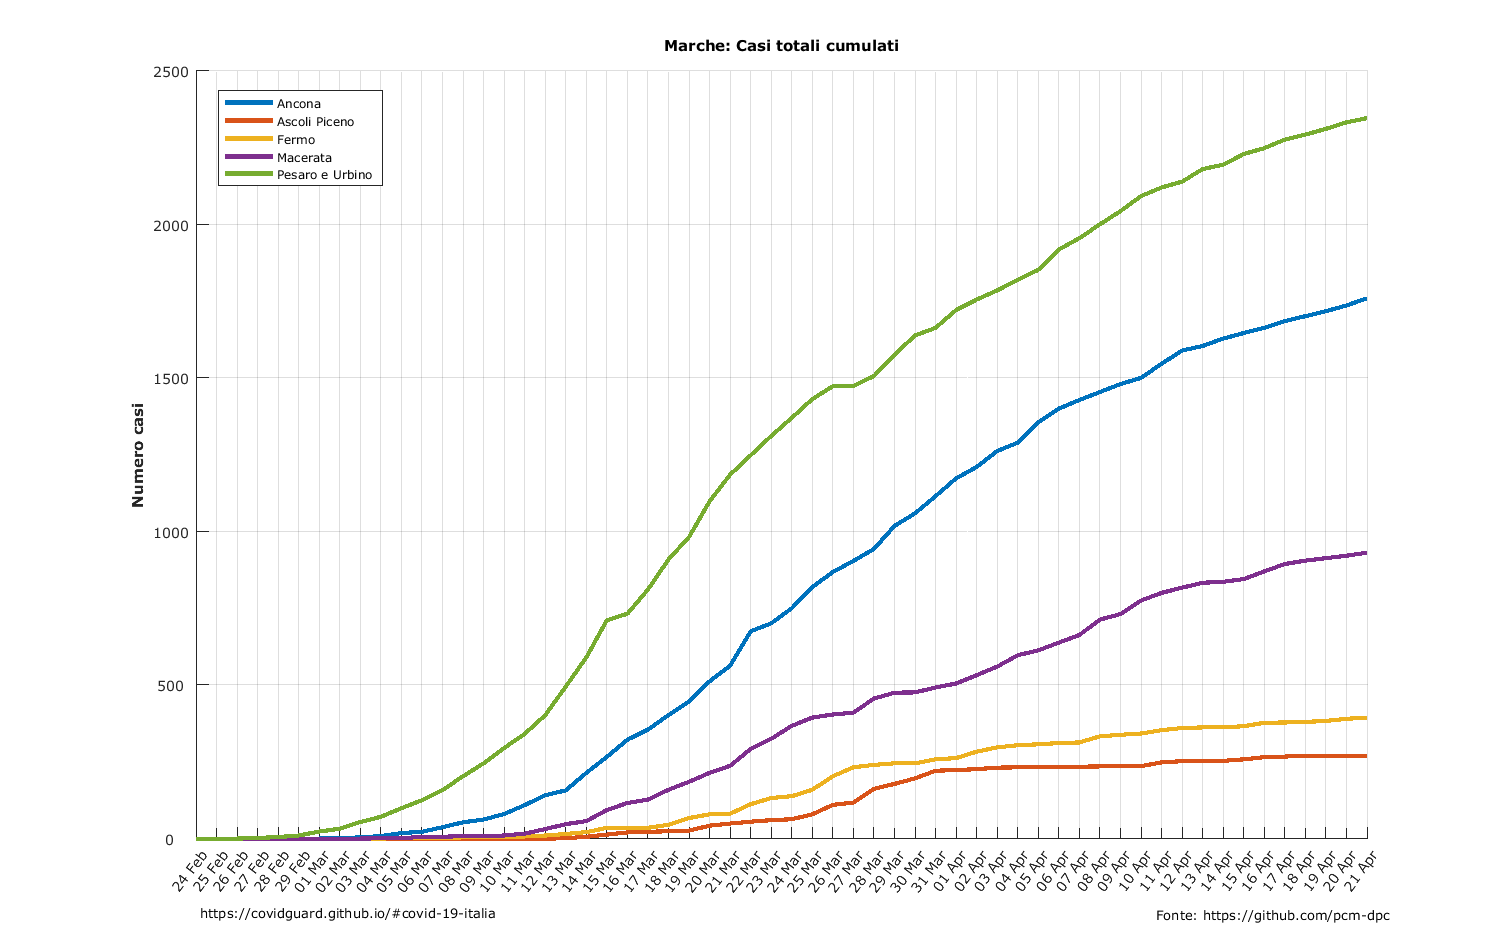 Marche: Casi totali cumulati
2500
2000
1500
1000
500
0
Numero casi
Ancona
Ascoli Piceno
Fermo
Macerata
Pesaro e Urbino
24 Feb
25 Feb
26 Feb
27 Feb
28 Feb
29 Feb
01 Mar
02 Mar
03 Mar
04 Mar
05 Mar
06 Mar
07 Mar
08 Mar
09 Mar
10 Mar
11 Mar
12 Mar
13 Mar
14 Mar
15 Mar
16 Mar
17 Mar
18 Mar
19 Mar
20 Mar
21 Mar
22 Mar
23 Mar
24 Mar
25 Mar
26 Mar
27 Mar
28 Mar
29 Mar
30 Mar
31 Mar
01 Apr
02 Apr
03 Apr
04 Apr
05 Apr
06 Apr
07 Apr
08 Apr
09 Apr
10 Apr
11 Apr
12 Apr
13 Apr
14 Apr
15 Apr
16 Apr
17 Apr
18 Apr
19 Apr
20 Apr
21 Apr
https://covidguard.github.io/#covid-19-italia
Fonte: https://github.com/pcm-dpc